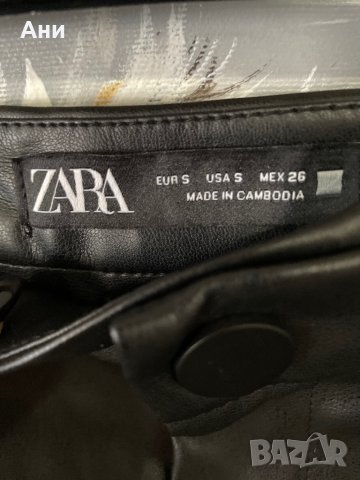 Ани
ZARA
EUR S USA S MEX 26
MADE IN CAMBODIA
BAZAR